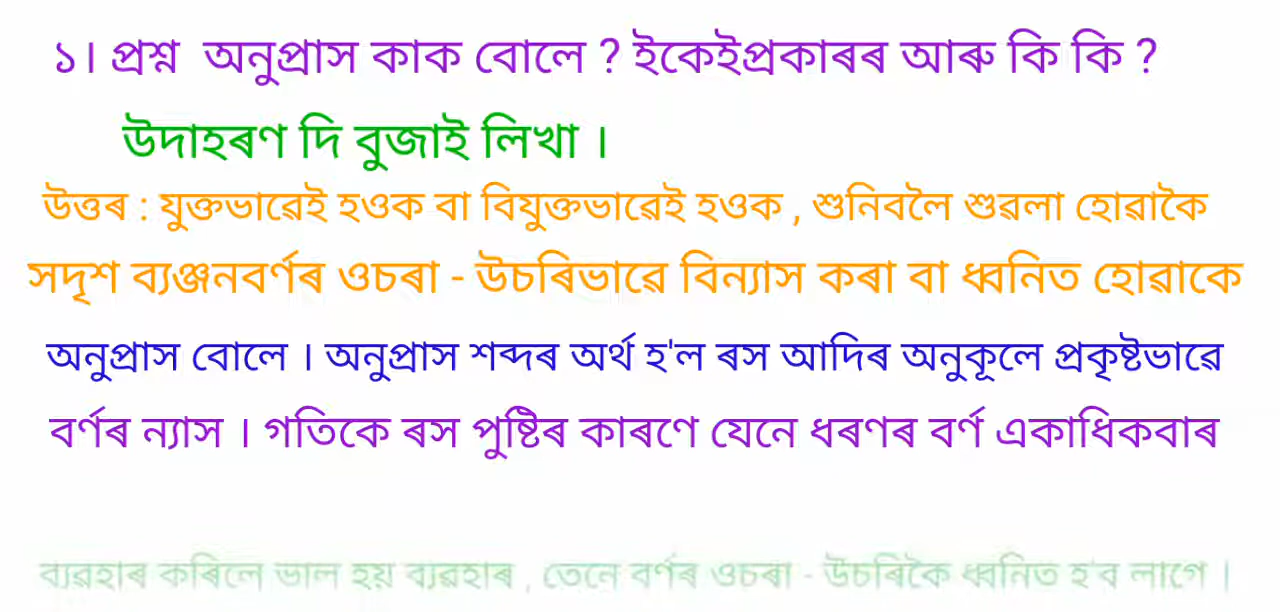 ১। প্ৰশ্ন অনুপ্ৰাস কাক বোলে ? ইকেইপ্ৰকাৰৰ আৰু কি কি ?
উদাহৰণ দি বুজাই লিখা ।
উত্তৰ : যুক্তভাৱেই হওক বা বিযুক্তভাৱেই হওক , শুনিবলৈ শুৱলা হোৱাকৈ
সদৃশ ব্যঞ্জনবৰ্ণৰ ওচৰা - উচৰিভাৱে বিন্যাস কৰা বা ধ্বনিত হোৱাকে
অনুপ্ৰাস বোলে । অনুপ্ৰাস শব্দৰ অৰ্থ হ'ল ৰস আদিৰ অনুকূলে প্ৰকৃষ্টভাৱে
বৰ্ণৰ ন্যাস । গতিকে ৰস পুষ্টিৰ কাৰণে যেনে ধৰণৰ বৰ্ণ একাধিকবাৰ
ব্যৱহাৰ কৰিলে ভাল হয় ব্যৱহাৰ , তেনে বৰ্ণৰ ওচৰা - উচৰিকৈ ধ্বনিত হ'ব লাগে ।